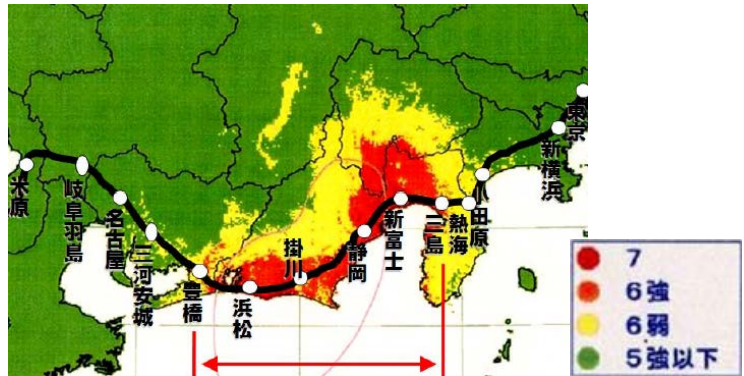 米原
岐阜羽島
名古屋
三河安城
豊橋
浜松
掛川
静岡
新富士
三島
熱海
小田原
新横浜
東京
7
6強
6弱
5強以下